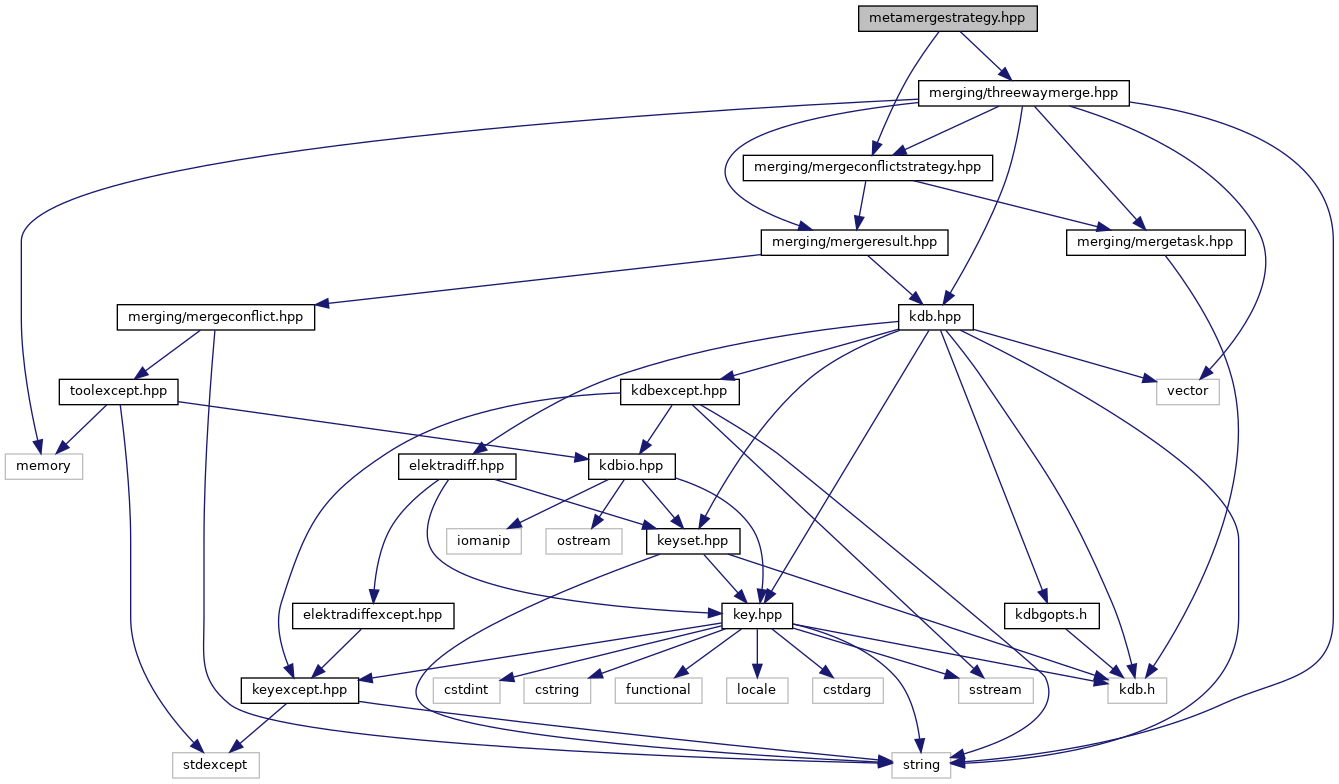 metamergestrategy.hpp
merging/threewaymerge.hpp
merging/mergeconflictstrategy.hpp
merging/mergeresult.hpp
merging/mergetask.hpp
merging/mergeconflict.hpp
kdb.hpp
toolexcept.hpp
kdbexcept.hpp
vector
memory
elektradiff.hpp
kdbio.hpp
iomanip
ostream
keyset.hpp
elektradiffexcept.hpp
key.hpp
kdbgopts.h
keyexcept.hpp
cstdint
cstring
functional
locale
cstdarg
sstream
kdb.h
stdexcept
string